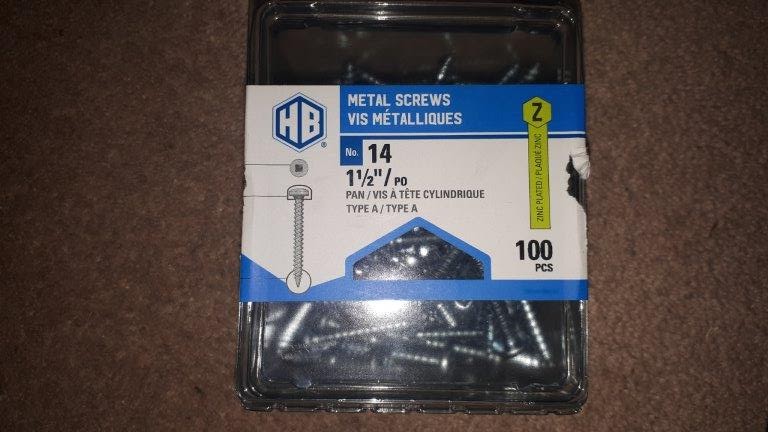 HB
®
METAL SCREWS
VIS MÉTALLIQUES
No. 14
1½"/PO
PAN / VIS À TÊTE CYLINDRIQUE
TYPE A / TYPE A
Z
ZINC PLATED / PLAQUÉ ZINC
100
PCS